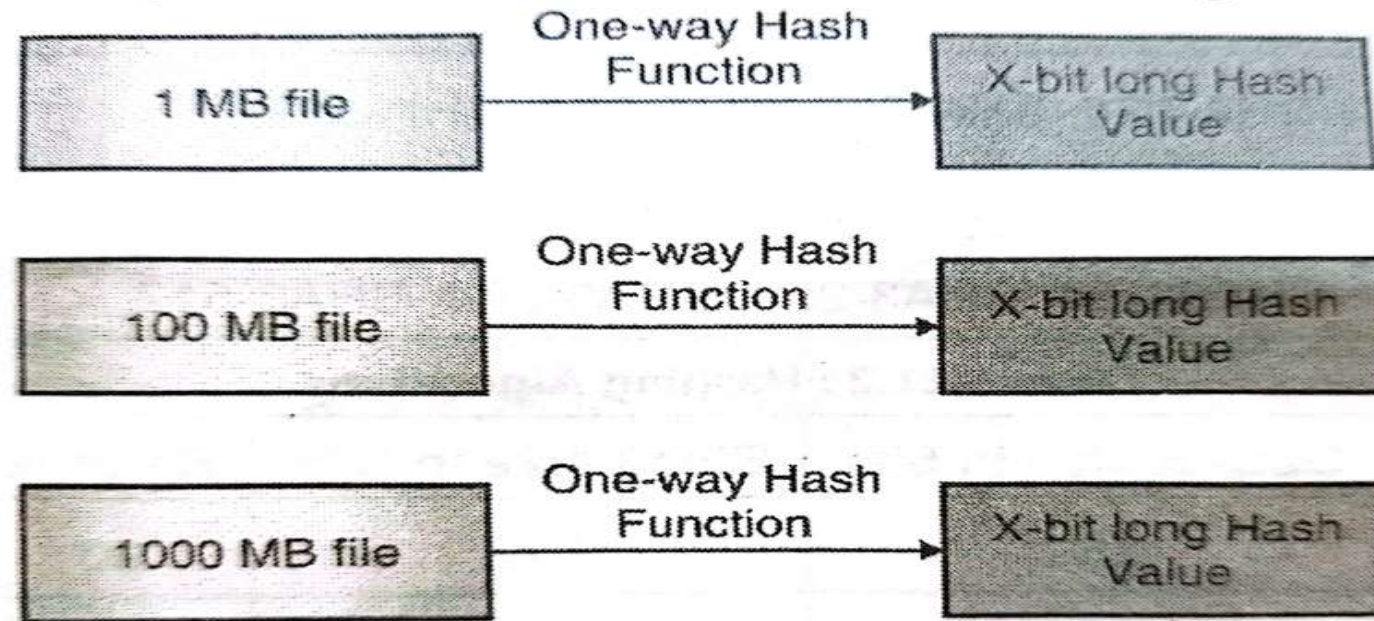 One-way Hash
Function
1 MB file
X-bit long Hash
Value
One-way Hash
Function
100 MB file
X-bit long Hash
Value
One-way Hash
Function
1000 MB file
X-bit long Hash
Value